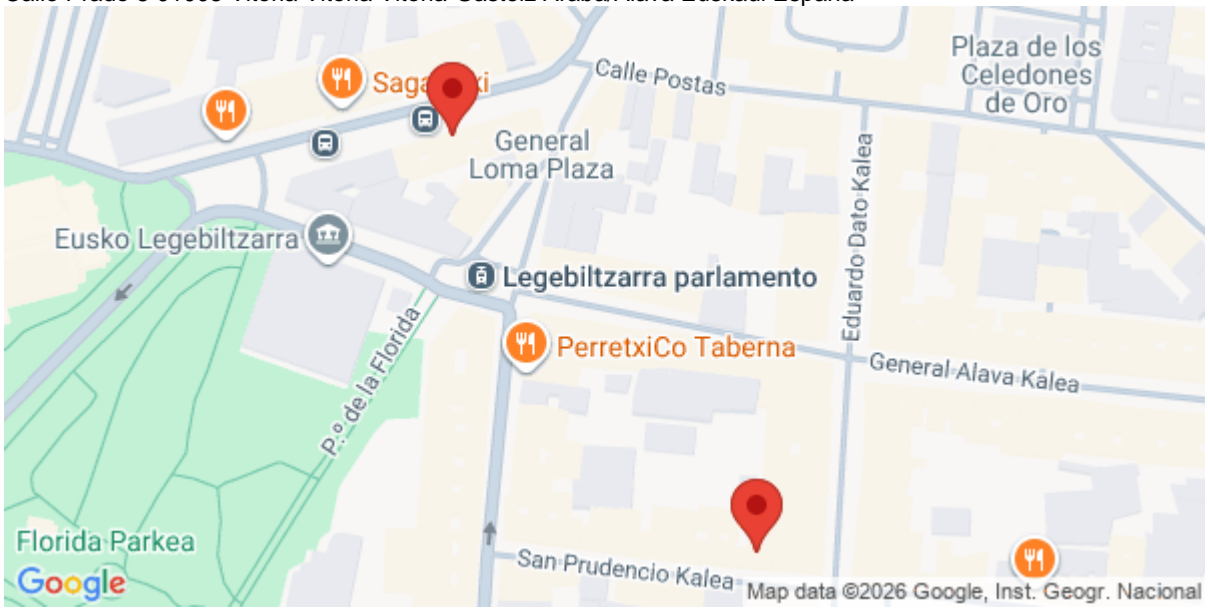 Plaza de los
Celedones
de Oro
Calle Postas
General
Loma Plaza
Eduardo Dato Kalea
Eusko Legebiltzarra
Legebiltzarra parlamento
P.º de la Florida
PerretxiCo Taberna
General Alava Kalea
Florida Parkea
San Prudencio Kalea
Google
Map data ©2026 Google, Inst. Geogr. Nacional